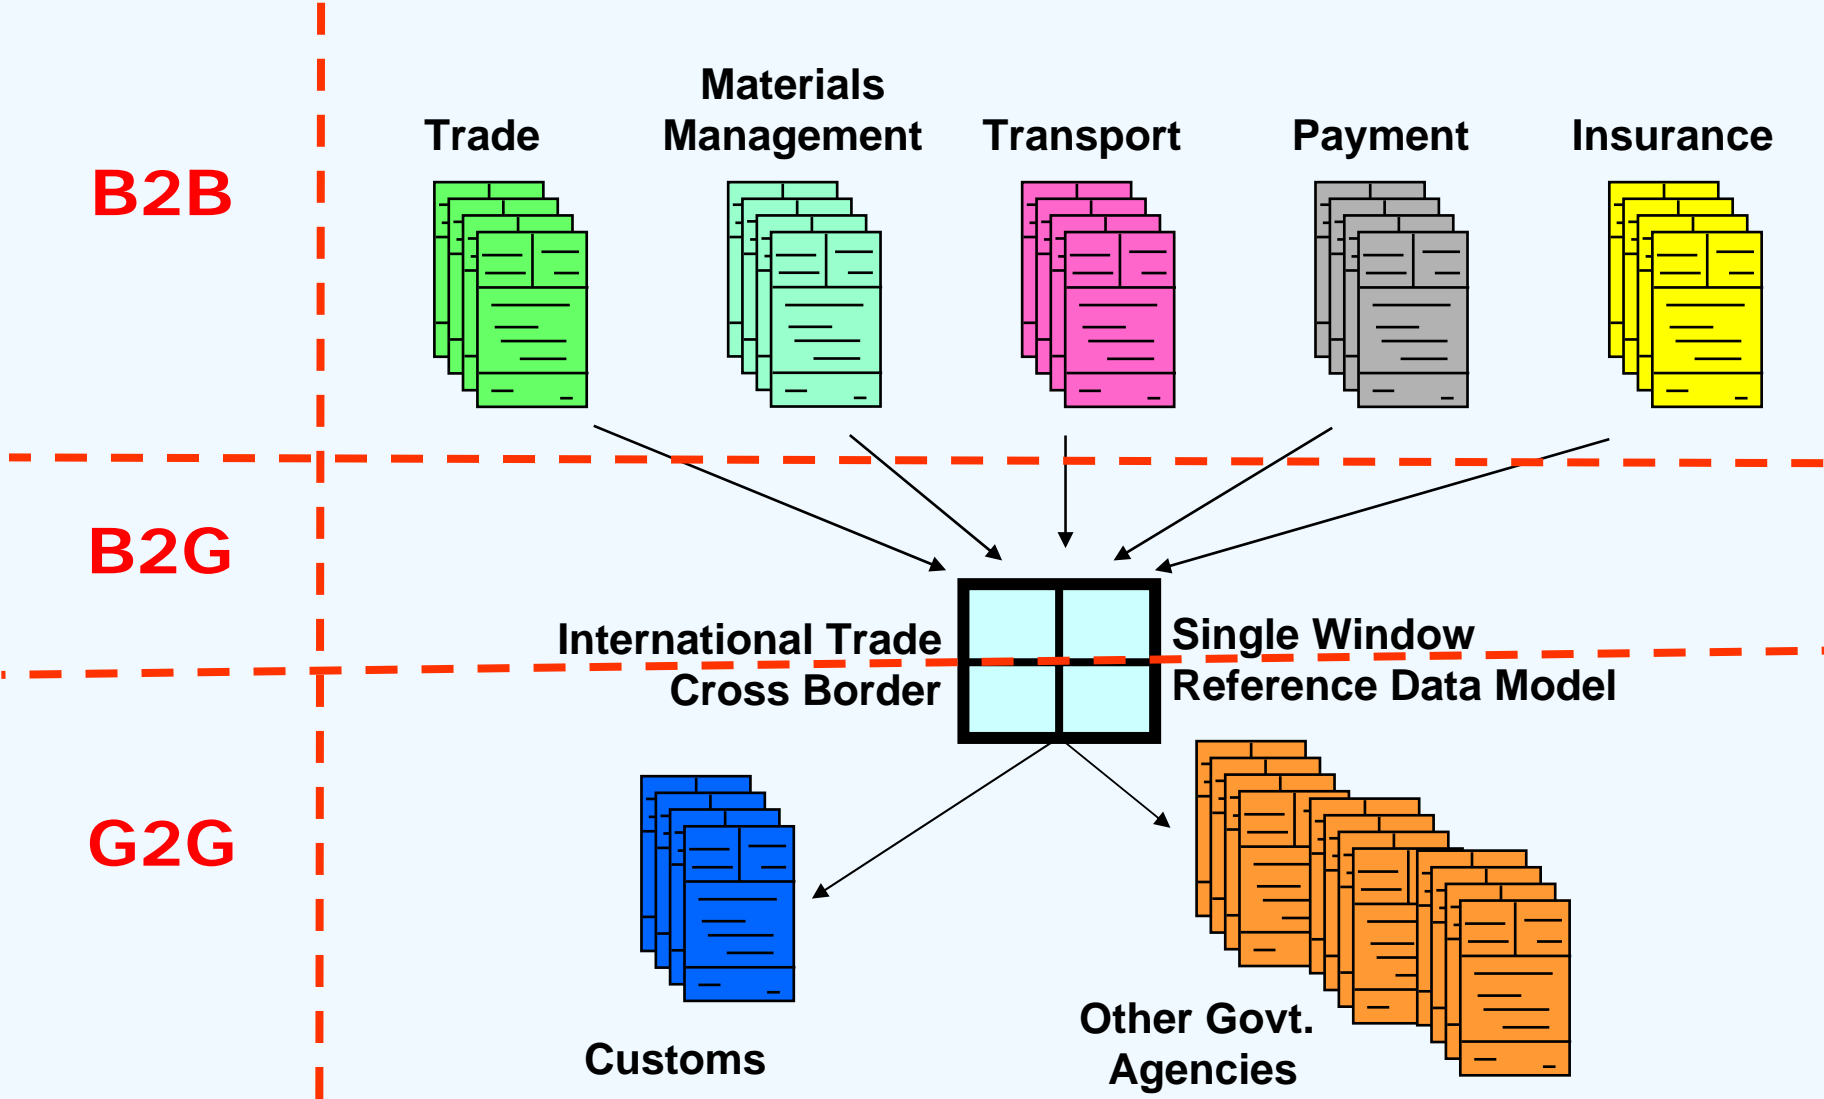 Materials
Trade
Management
Transport
Payment
Insurance
B2B
B2G
International Trade
Single Window
Cross Border
Reference Data Model
G2G
Other Govt.
Agencies
Customs